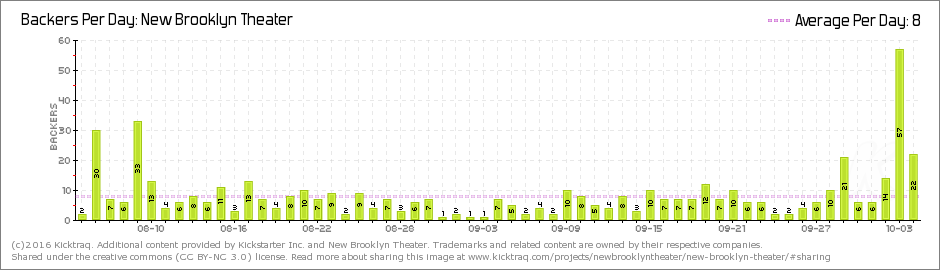 Backers Per Day: New Brooklyn Theater
Average Per Day: 8
BACKERS
60
50
40
30
20
10
0
2 30 7 6 33 13 4 6 8 6 11 3 13 7 4 8 10 7 9 2 9 4 7 3 6 7 1 2 1 1 7 5 2 4 2 10 8 5 4 8 3 10 7 7 7 12 7 10 6 6 2 2 4 6 10 21 6 6 14 57 22
08-10 08-16 08-22 08-28 09-03 09-09 09-15 09-21 09-27 10-03
(c)2016 Kicktraq. Additional content provided by Kickstarter Inc. and New Brooklyn Theater. Trademarks and related content are owned by their respective companies.
Shared under the creative commons (CC BY-NC 3.0) license. Read more about sharing this image at www.kicktraq.com/projects/newbrooklyntheater/new-brooklyn-theater/#sharing